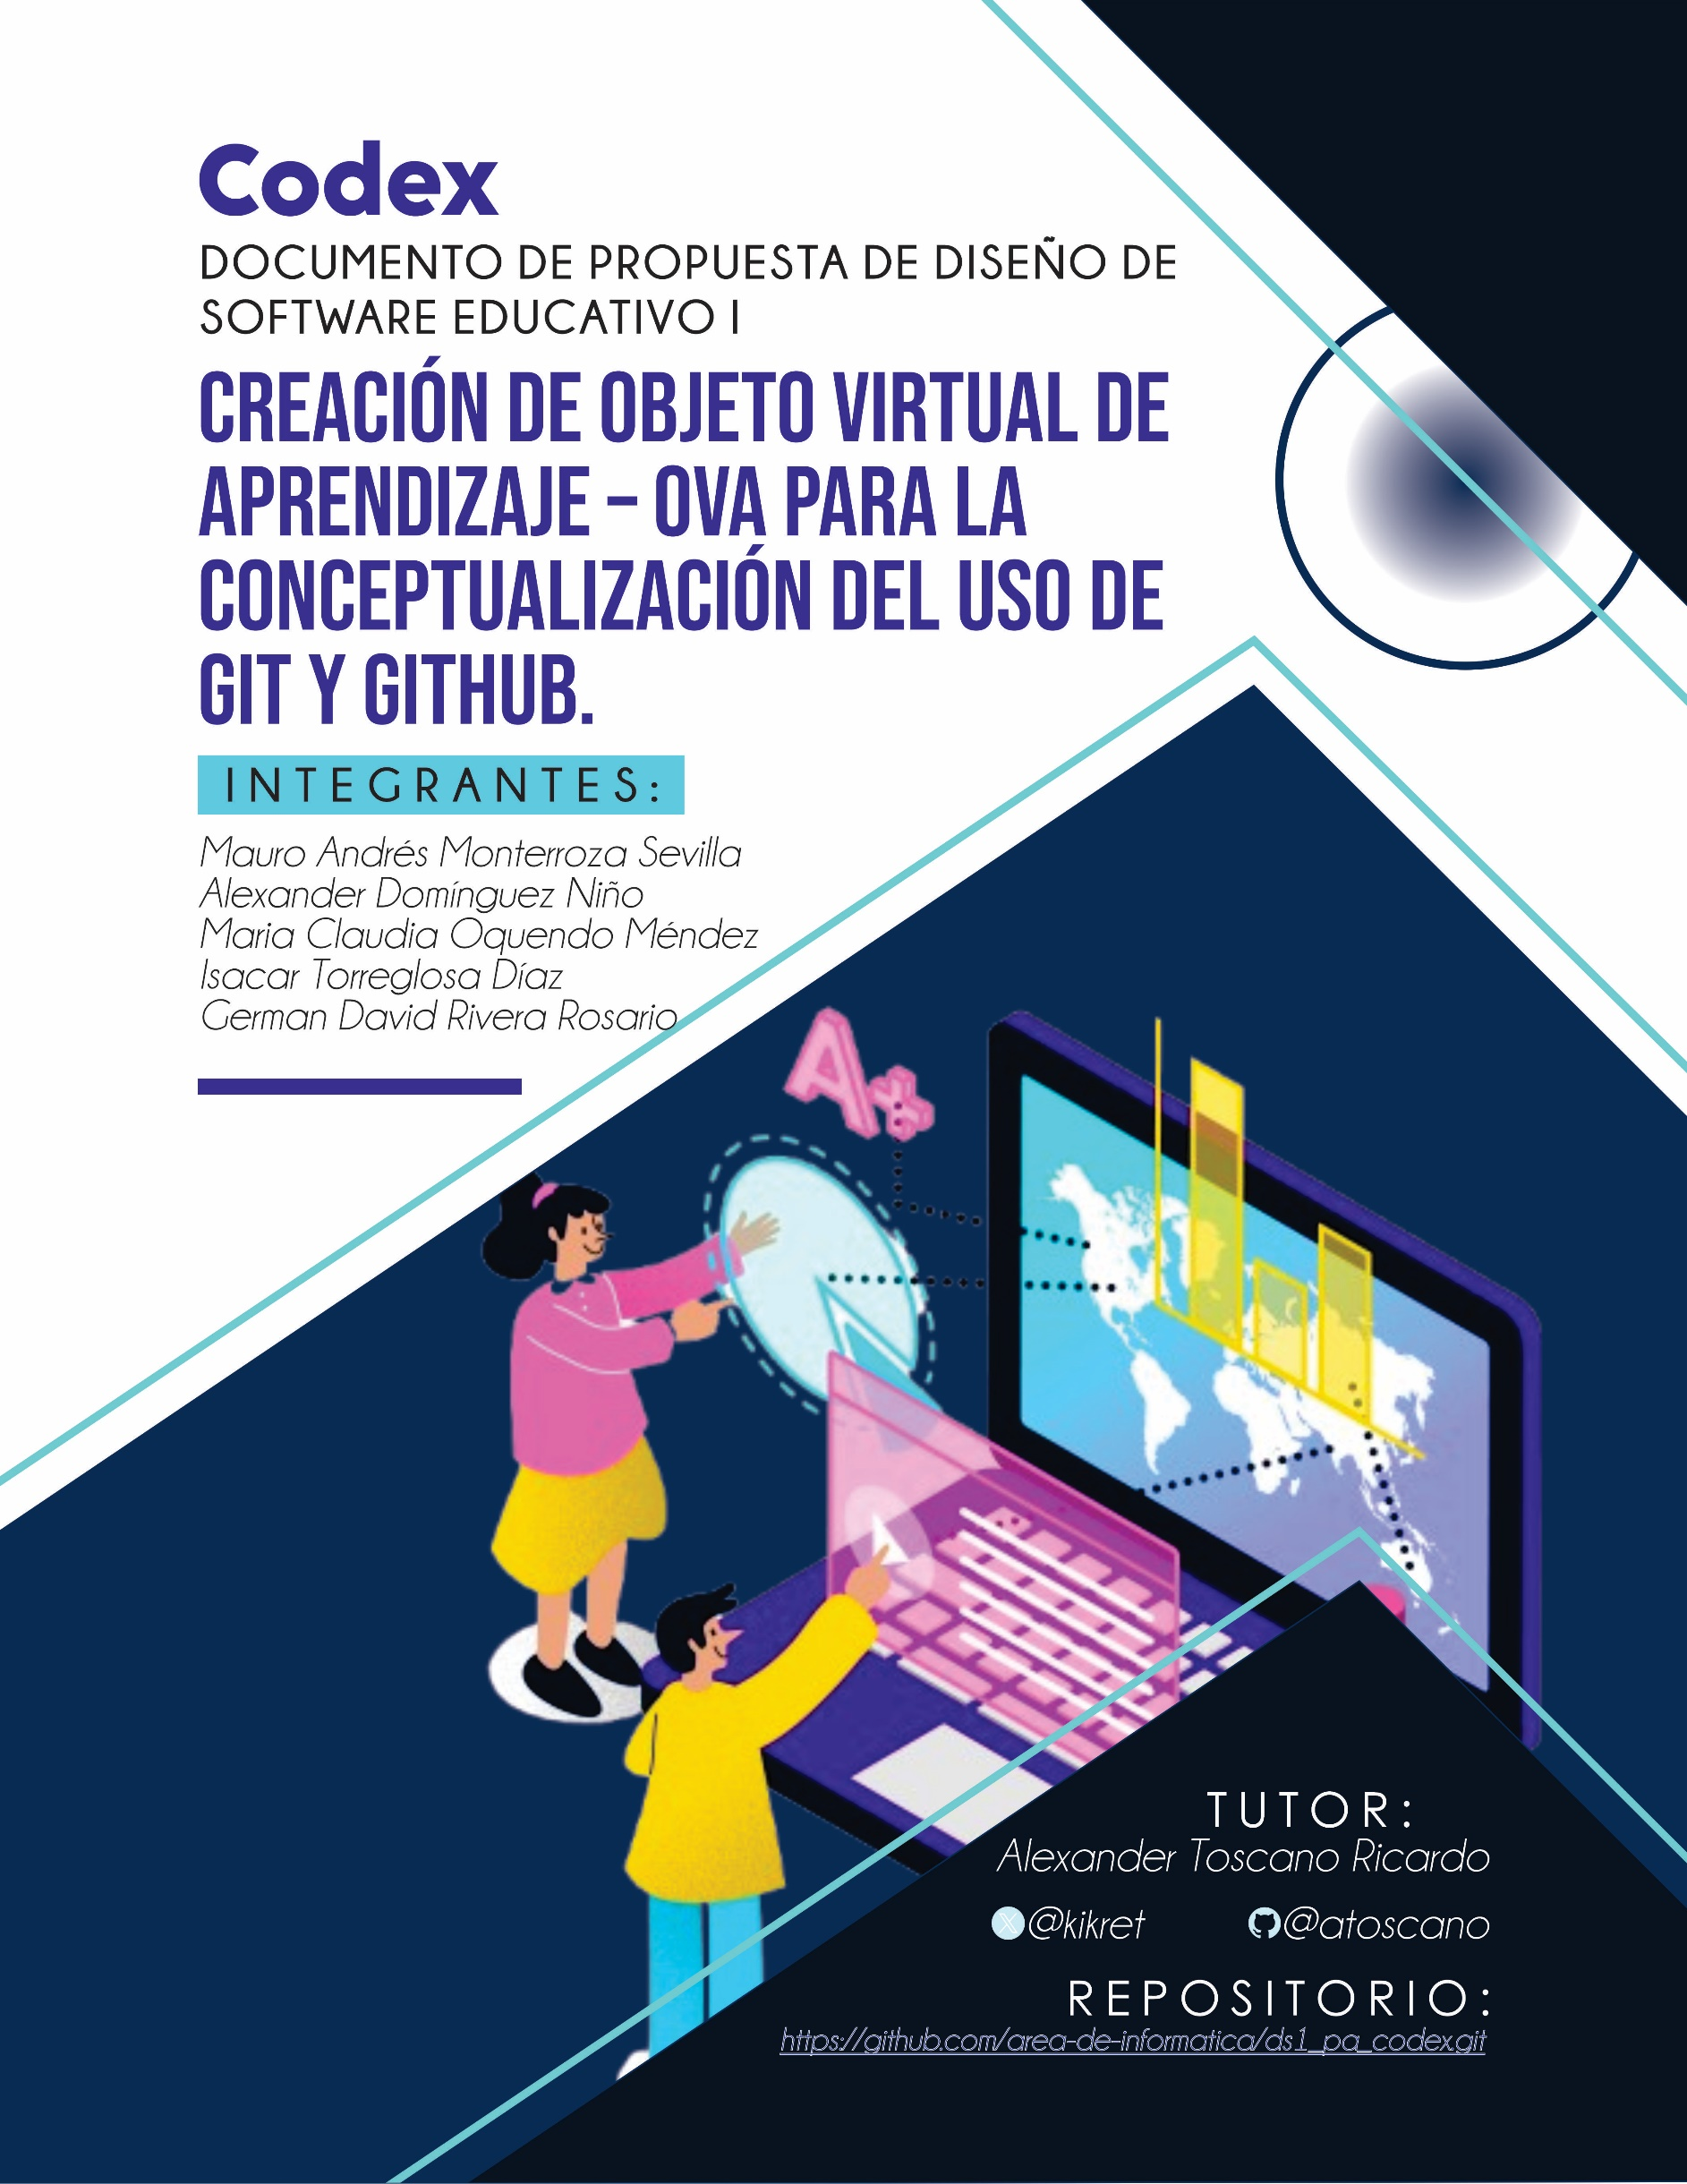 Codex
DOCUMENTO DE PROPUESTA DE DISEÑO DE
SOFTWARE EDUCATIVO I
CREACIÓN DE OBJETO VIRTUAL DE
APRENDIZAJE – OVA PARA LA
CONCEPTUALIZACIÓN DEL USO DE
GIT Y GITHUB.
INTEGRANTES:
Mauro Andrés Monterroza Sevilla
Alexander Domínguez Niño
Maria Claudia Oquendo Méndez
Isacar Torreglosa Díaz
German David Rivera Rosario
A+
TUTOR:
Alexander Toscano Ricardo
@kikret @atoscano
REPOSITORIO:
https://github.com/area-de-informatica/ds1_pa_codex.git